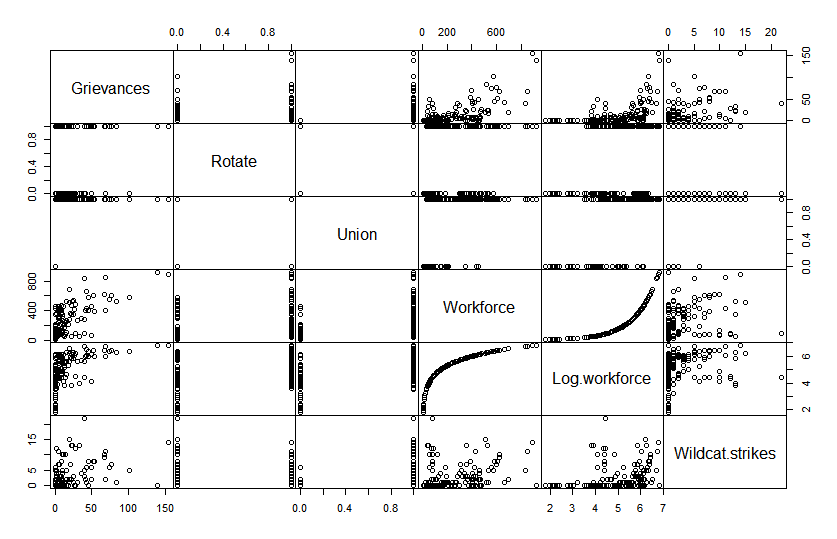 0.0 0.4 0.8 0 200 600 0 5 10 15 20
Grievances
0 50 150
0.0 0.4 0.8
Rotate
Union
0.0 0.4 0.8
0 400 800
Workforce
Log.workforce
2 4 6
0 5 15
Wildcat.strikes
0 50 100 150 0.0 0.4 0.8 2 3 4 5 6 7